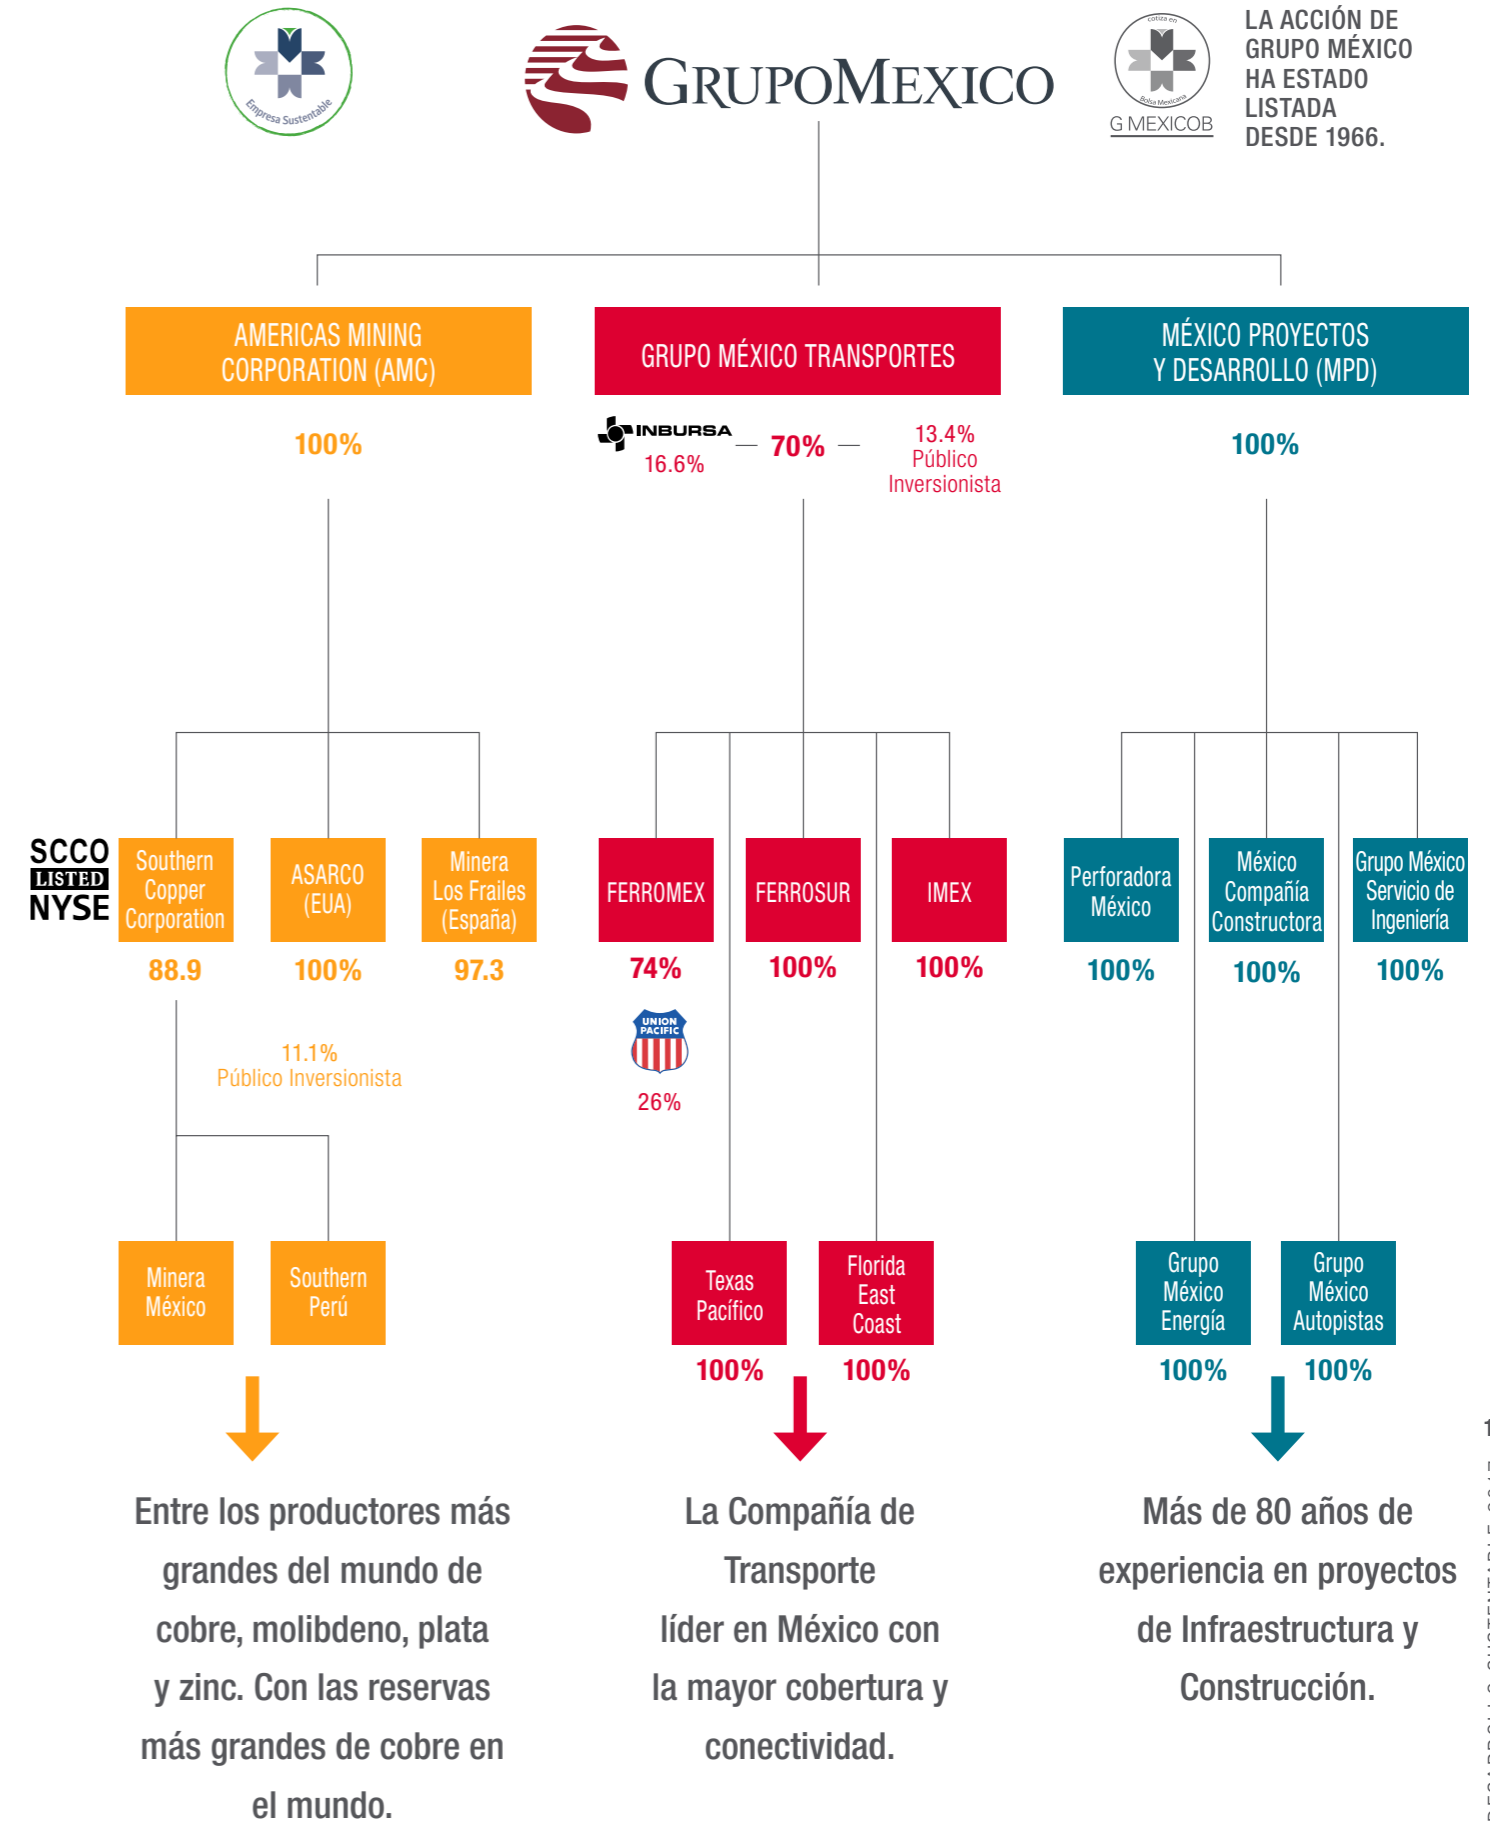 Empresa Sustentable
GRUPOMEXICO
cotiza en
Bolsa Mexicana
G MEXICOB
LA ACCIÓN DE
GRUPO MÉXICO
HA ESTADO
LISTADA
DESDE 1966.
AMERICAS MINING
CORPORATION (AMC)
100%
GRUPO MÉXICO TRANSPORTES
INBURSA
16.6%
70%
13.4%
Público
Inversionista
MÉXICO PROYECTOS
Y DESARROLLO (MPD)
100%
SCCO
LISTED
NYSE
Southern
Copper
Corporation
88.9
ASARCO
(EUA)
100%
Minera
Los Frailes
(España)
97.3
11.1%
Público Inversionista
FERROMEX
74%
UNION
PACIFIC
26%
FERROSUR
100%
IMEX
100%
Perforadora
México
100%
México
Compañía
Constructora
100%
Grupo México
Servicio de
Ingeniería
100%
Minera
México
Southern
Perú
Texas
Pacífico
100%
Florida
East
Coast
100%
Grupo
México
Energía
100%
Grupo
México
Autopistas
100%
Entre los productores más
grandes del mundo de
cobre, molibdeno, plata
y zinc. Con las reservas
más grandes de cobre en
el mundo.
La Compañía de
Transporte
líder en México con
la mayor cobertura y
conectividad.
Más de 80 años de
experiencia en proyectos
de Infraestructura y
Construcción.